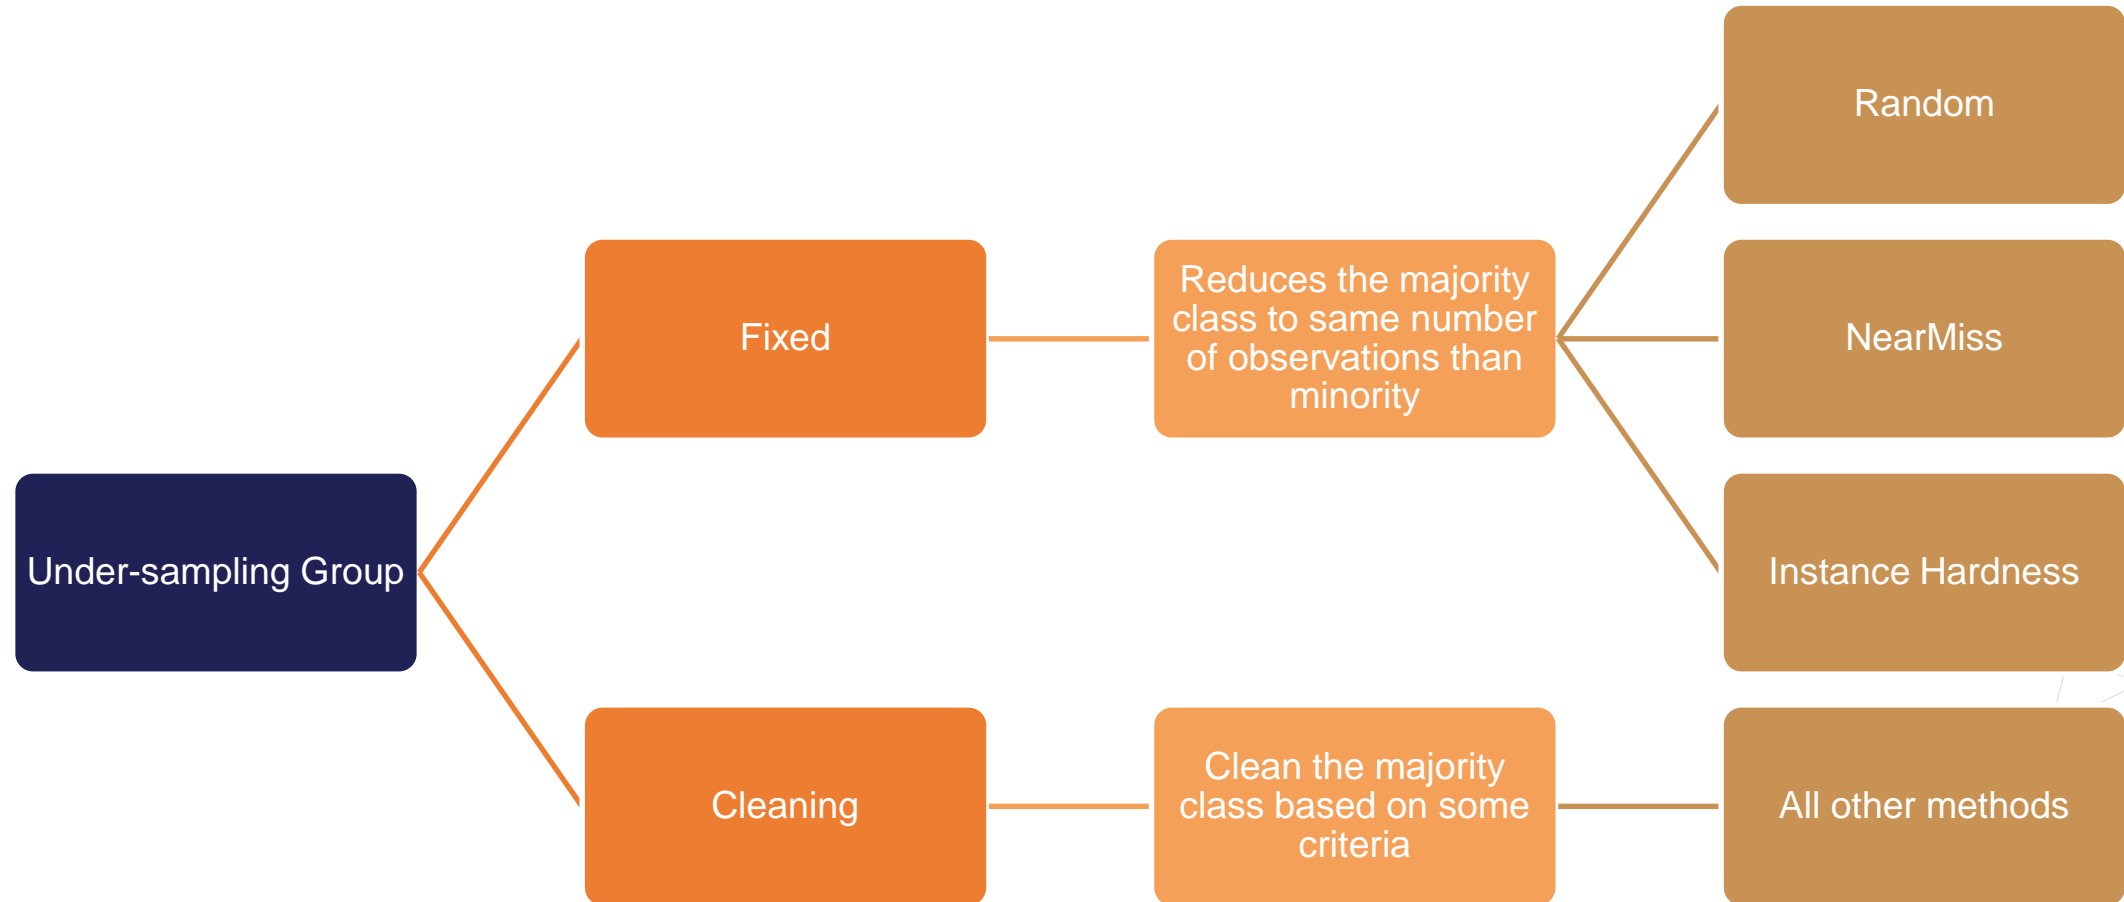 Under-sampling Group
Fixed
Reduces the majority
class to same number
of observations than
minority
Random
NearMiss
Instance Hardness
Cleaning
Clean the majority
class based on some
criteria
All other methods